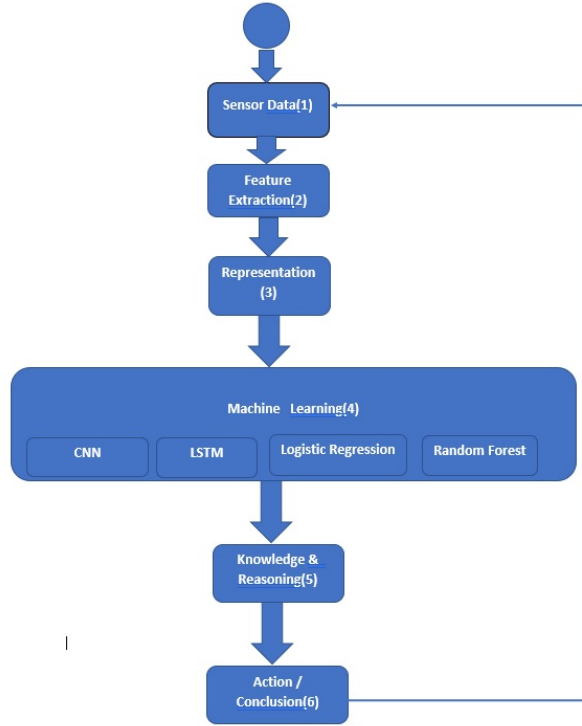 Sensor Data(1)
Feature
Extraction(2)
Representation
(3)
Machine Learning(4)
CNN
LSTM
Logistic Regression
Random Forest
Knowledge &
Reasoning(5)
Action /
Conclusion(6)